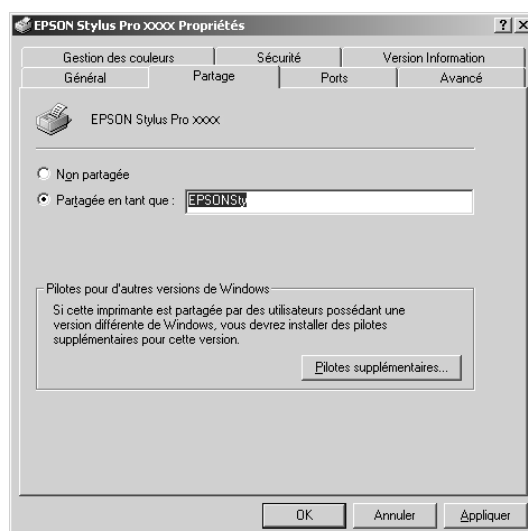 EPSON Stylus Pro xxxx Propriétés
Gestion des couleurs Sécurité Version Information
Général Partage Ports Avancé
EPSON Stylus Pro xxxx
Non partagée
Partagée en tant que : EPSONSty
Pilotes pour d'autres versions de Windows
Si cette imprimante est partagée par des utilisateurs possédant une
version différente de Windows, vous devrez installer des pilotes
supplémentaires pour cette version.
Pilotes supplémentaires...
OK Annuler Appliquer